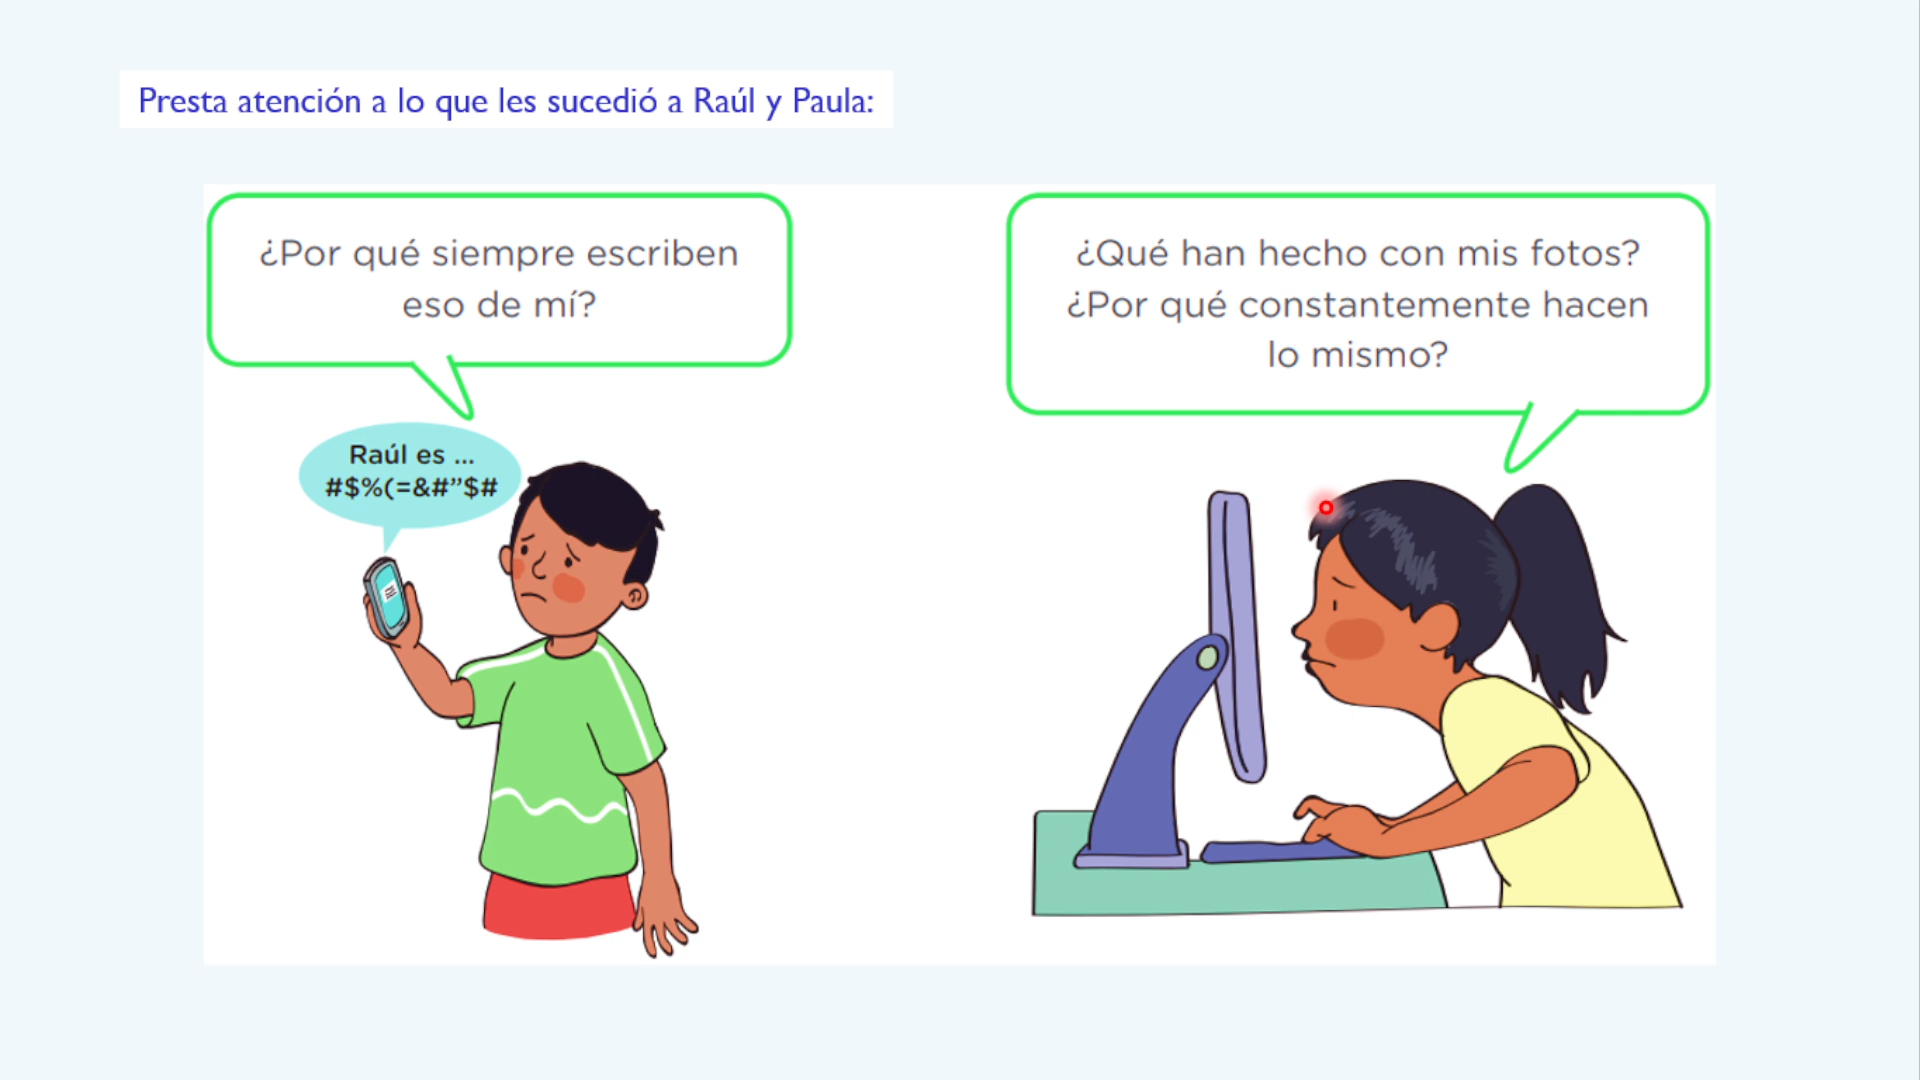 Presta atención a lo que les sucedió a Raúl y Paula:
¿Por qué siempre escriben
eso de mí?
¿Qué han hecho con mis fotos?
¿Por qué constantemente hacen
lo mismo?
Raúl es ...
#$%(=&#”$#